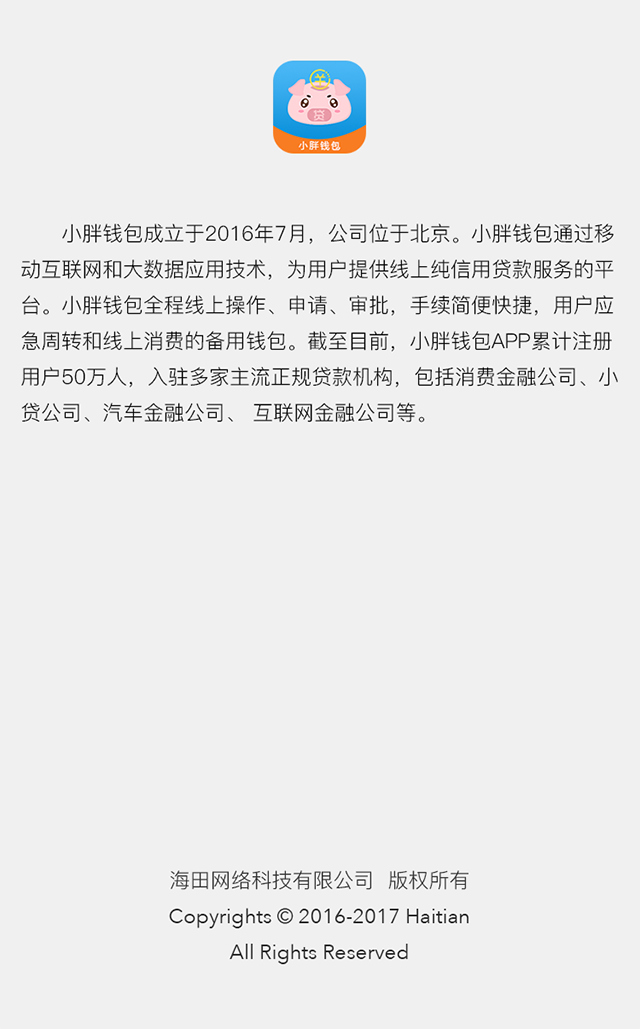 贷
小胖钱包
小胖钱包成立于2016年7月，公司位于北京。小胖钱包通过移
动互联网和大数据应用技术，为用户提供线上纯信用贷款服务的平
台。小胖钱包全程线上操作、申请、审批，手续简便快捷，用户应
急周转和线上消费的备用钱包。截至目前，小胖钱包APP累计注册
用户50万人，入驻多家主流正规贷款机构，包括消费金融公司、小
贷公司、汽车金融公司、 互联网金融公司等。
海田网络科技有限公司 版权所有
Copyrights © 2016-2017 Haitian
All Rights Reserved